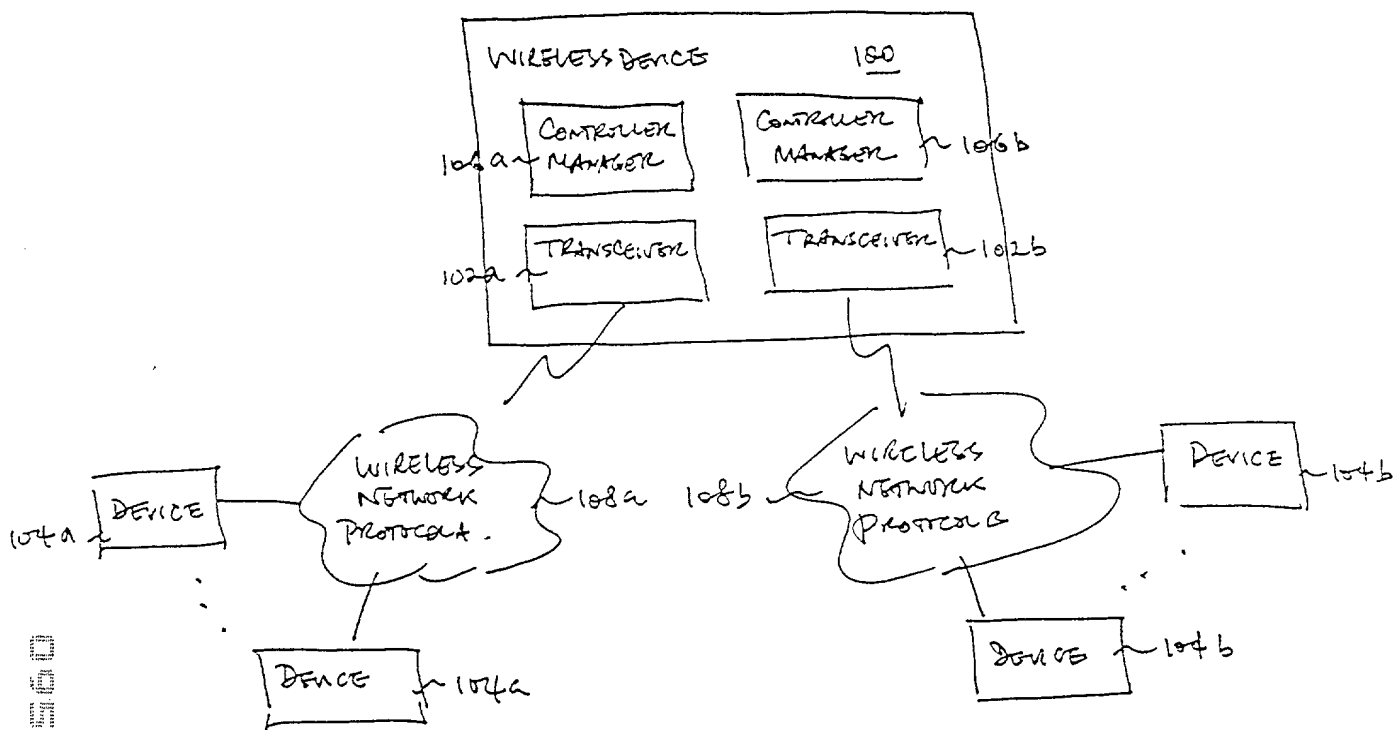 WIRELESS DEVICE 100
CONTROLLER
MANAGER
106a
CONTROLLER
MANAGER
106b
TRANSCEIVER
102a
TRANSCEIVER
102b
WIRELESS
NETWORK
PROTOCOL A.
108a
WIRELESS
NETWORK
PROTOCOL B
108b
DEVICE
104a
DEVICE
104b
DEVICE
104a
DEVICE
104b